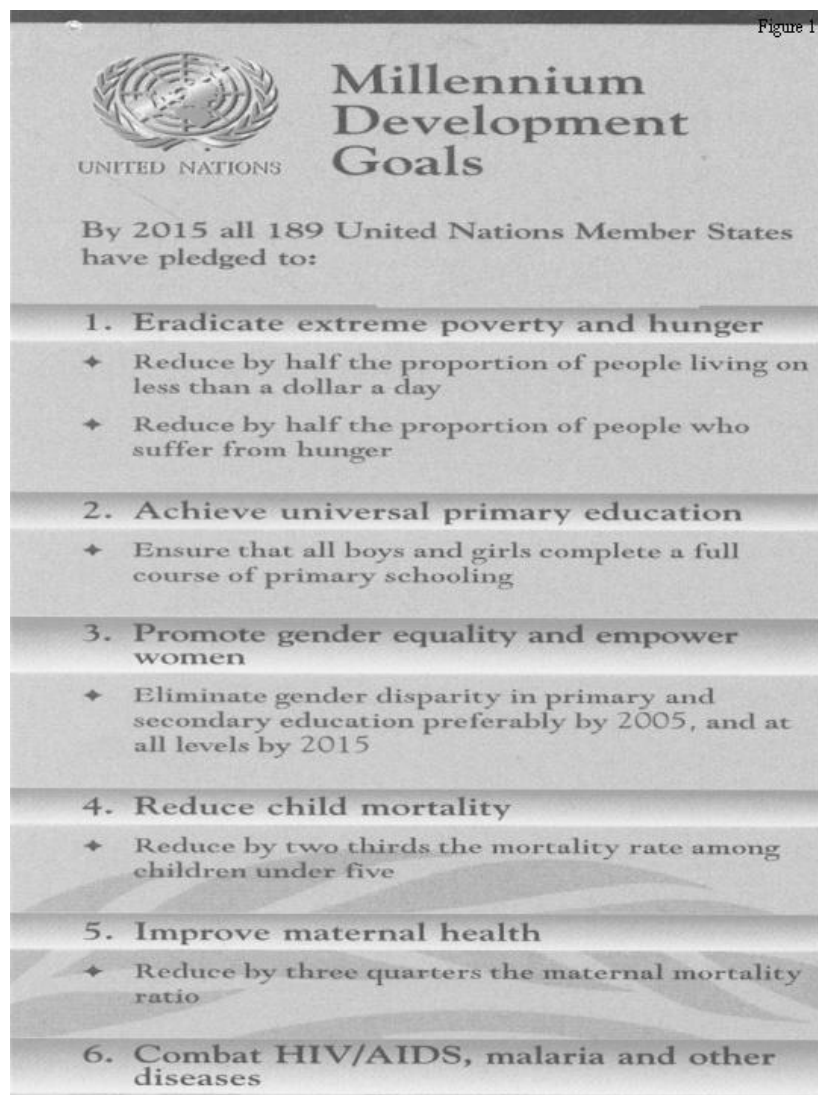 Figure 1
Millennium
Development
Goals
UNITED NATIONS
By 2015 all 189 United Nations Member States
have pledged to:
1. Eradicate extreme poverty and hunger
✦ Reduce by half the proportion of people living on
less than a dollar a day
✦ Reduce by half the proportion of people who
suffer from hunger
2. Achieve universal primary education
✦ Ensure that all boys and girls complete a full
course of primary schooling
3. Promote gender equality and empower
women
✦ Eliminate gender disparity in primary and
secondary education preferably by 2005, and at
all levels by 2015
4. Reduce child mortality
✦ Reduce by two thirds the mortality rate among
children under five
5. Improve maternal health
✦ Reduce by three quarters the maternal mortality
ratio
6. Combat HIV/AIDS, malaria and other
diseases